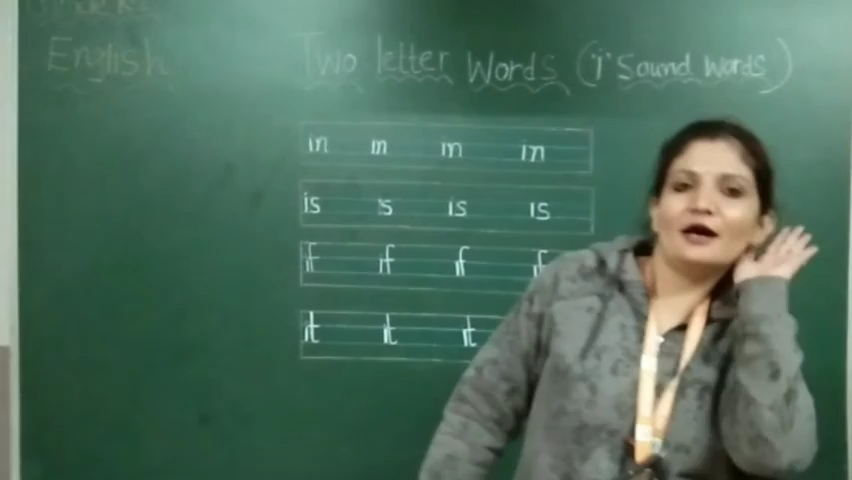 English Two letter Words ("i" Sound Words)
in in in in
is is is is
if if if if
it it it